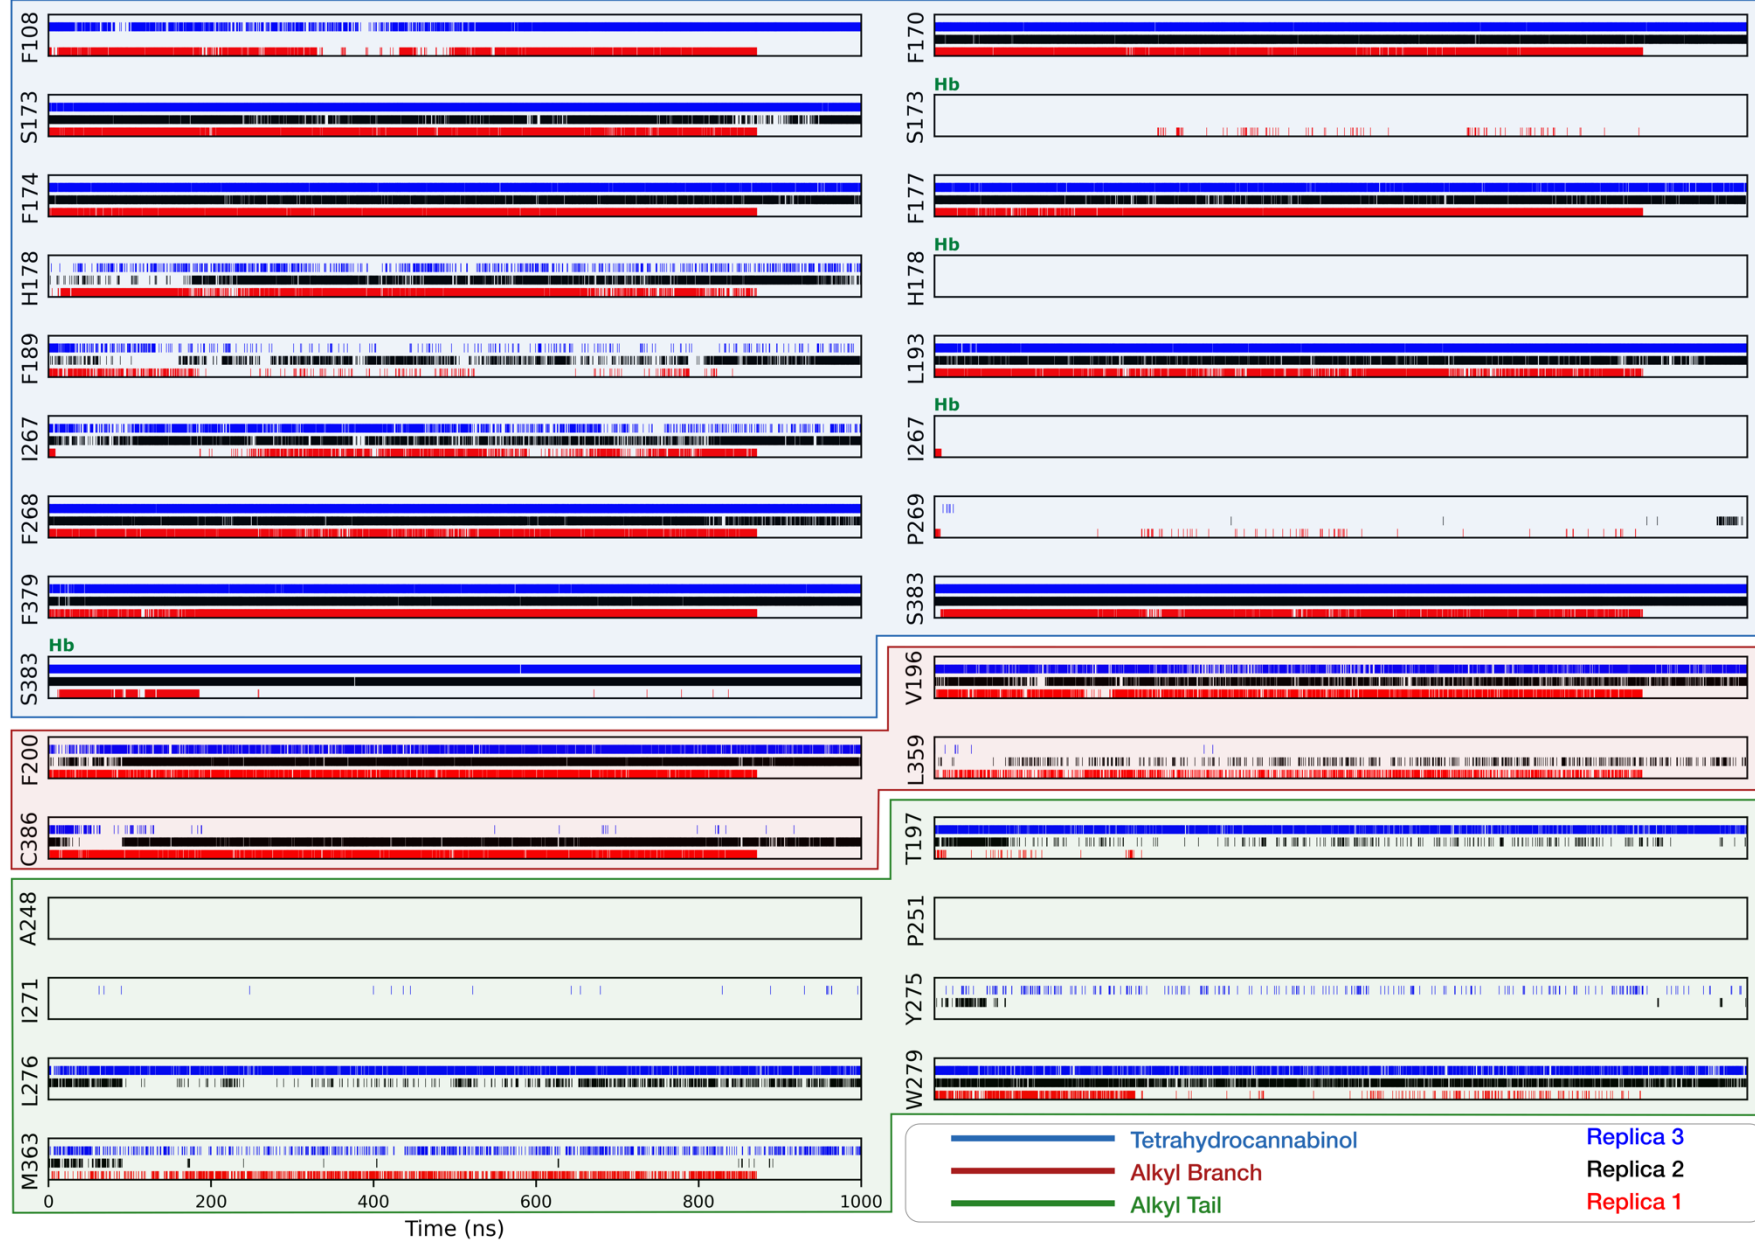 F108
F170
S173
Hb
S173
F174
F177
H178
Hb
H178
F189
L193
I267
Hb
I267
F268
P269
F379
S383
Hb
S383
V196
F200
L359
C386
T197
A248
P251
I271
Y275
L276
W279
M363
0 200 400 600 800 1000
Time (ns)
Tetrahydrocannabinol Replica 3
Alkyl Branch Replica 2
Alkyl Tail Replica 1